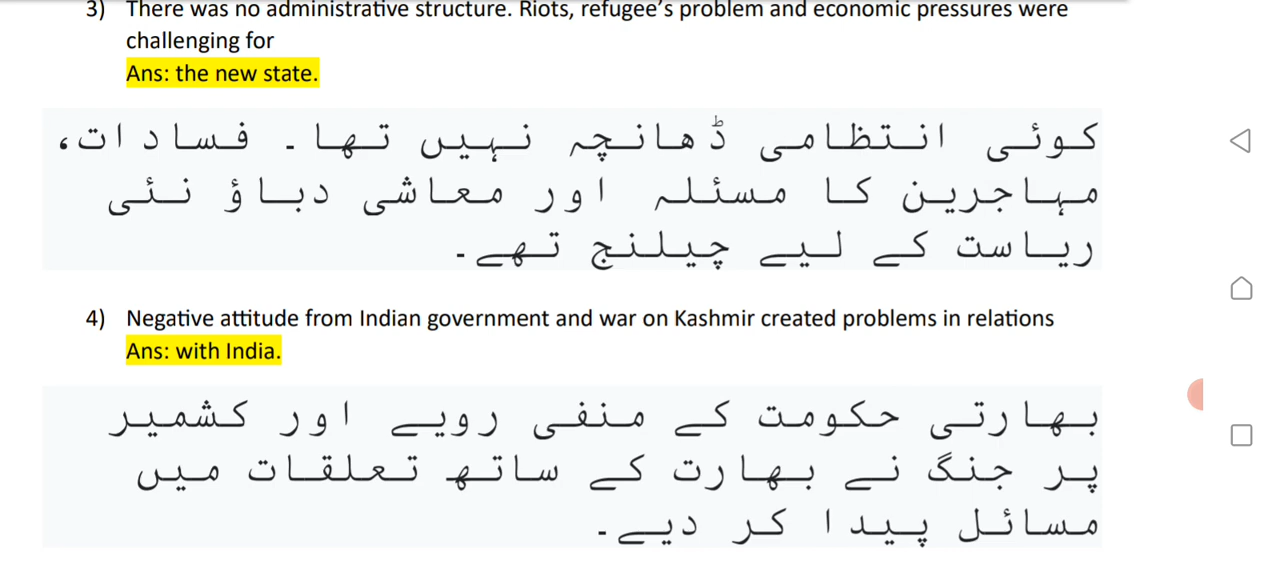 3) There was no administrative structure. Riots, refugee's problem and economic pressures were
challenging for
Ans: the new state.
کوئی انتظامی ڈھانچہ نہیں تھا ۔ فسادات،
مہاجرین کا مسئلہ اور معاشی دباؤ نئی
ریاست کے لیے چیلنج تھے۔
4) Negative attitude from Indian government and war on Kashmir created problems in relations
Ans: with India.
بھارتی حکومت کے منفی رویے اور کشمیر
پر جنگ نے بھارت کے ساتھ تعلقات میں
مسائل پیدا کر دیے۔